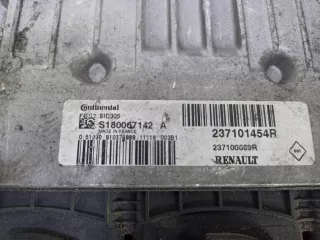 Continental
SID305
S180067142 A
MADE IN FRANCE
237101454R
237100669R
RENAULT